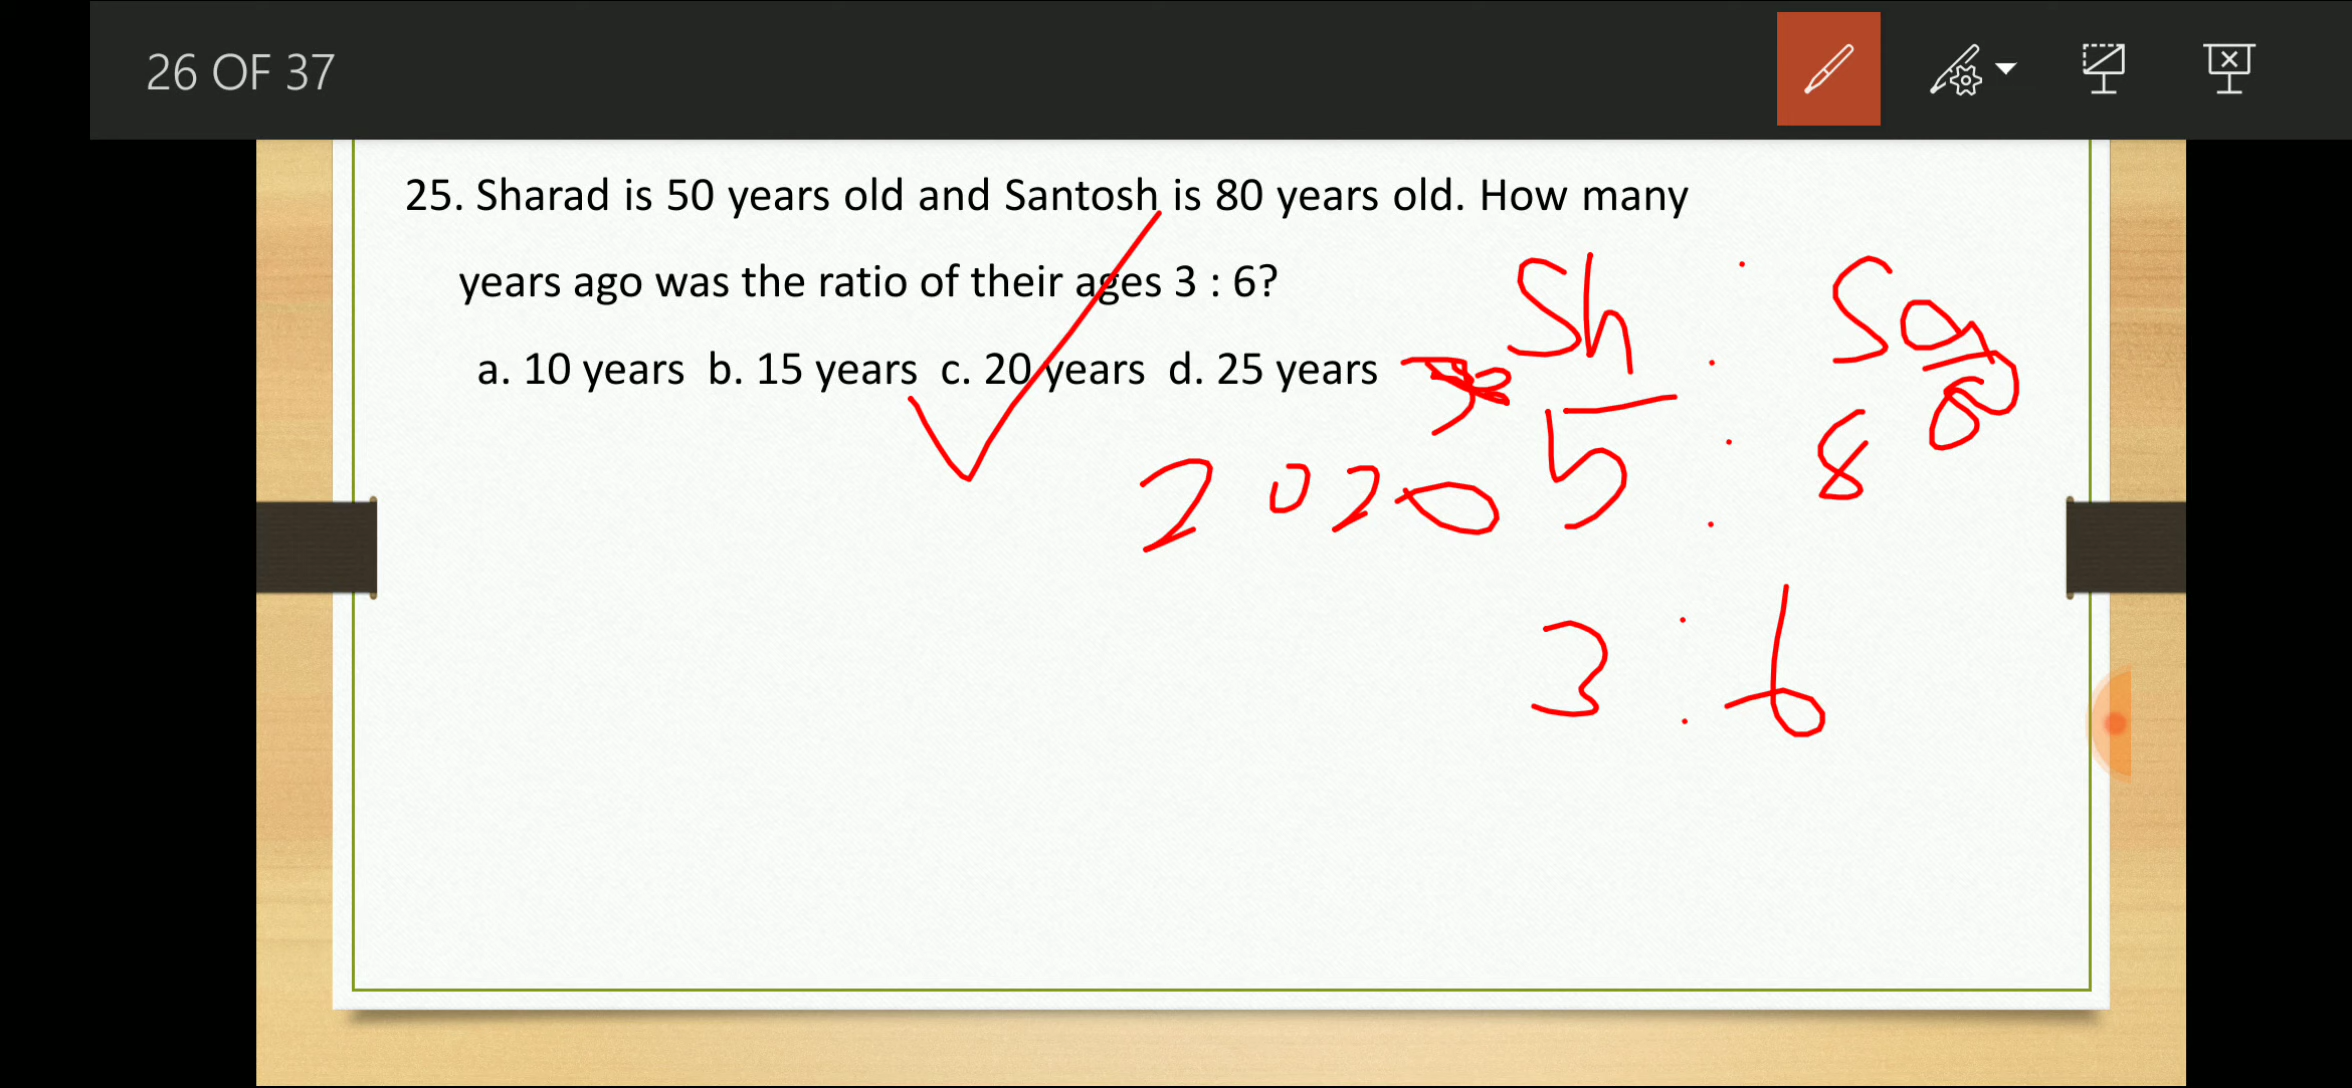 26 OF 37
25. Sharad is 50 years old and Santosh is 80 years old. How many
years ago was the ratio of their ages 3 : 6?
a. 10 years b. 15 years c. 20 years d. 25 years
Sh : Sa
2020 5 : 8
3 : 6